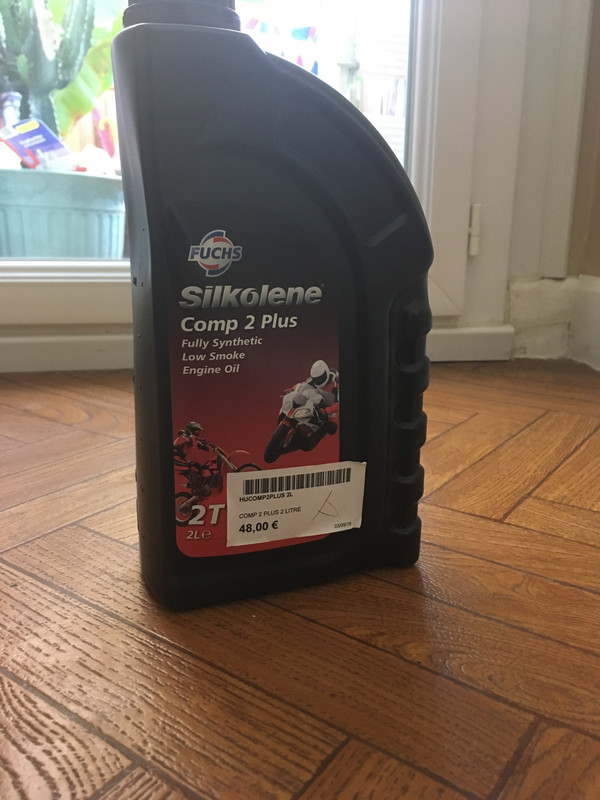 FUCHS
Silkolene®
Comp 2 Plus
Fully Synthetic
Low Smoke
Engine Oil
2T
2L℮
HUCOMP2PLUS 2L
COMP 2 PLUS 2 LITRE
48,00 €